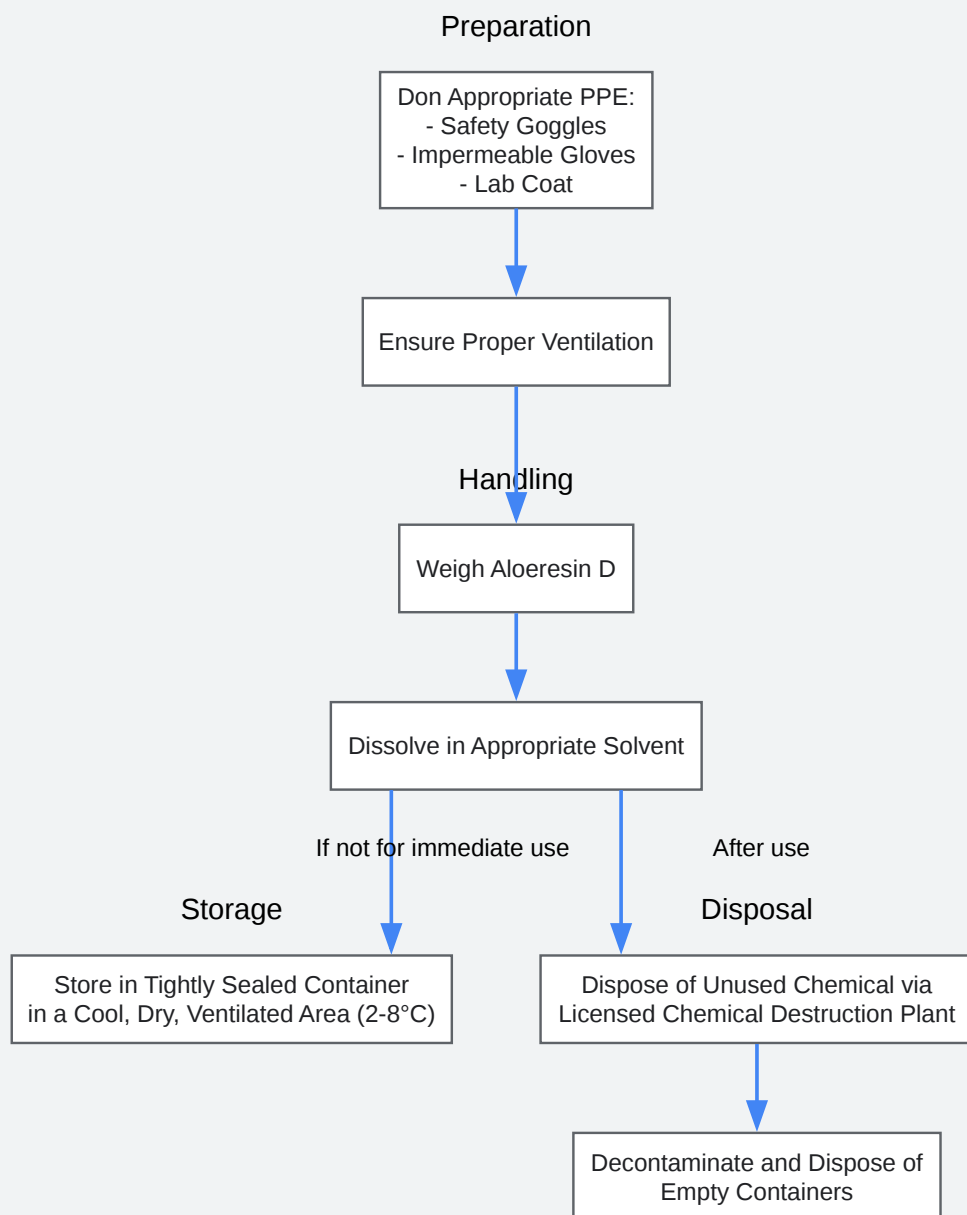 Preparation
Don Appropriate PPE:
- Safety Goggles
- Impermeable Gloves
- Lab Coat
Ensure Proper Ventilation
Handling
Weigh Aloeresin D
Dissolve in Appropriate Solvent
If not for immediate use
After use
Storage
Disposal
Store in Tightly Sealed Container
in a Cool, Dry, Ventilated Area (2-8°C)
Dispose of Unused Chemical via
Licensed Chemical Destruction Plant
Decontaminate and Dispose of
Empty Containers